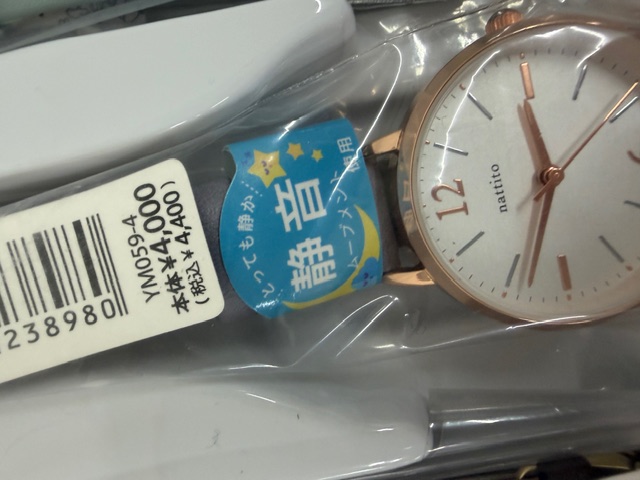 YM059-4
本体¥4,000
(税込¥4,400)
238980
とっても静か…
静音
ムーブメント使用
12
nattito